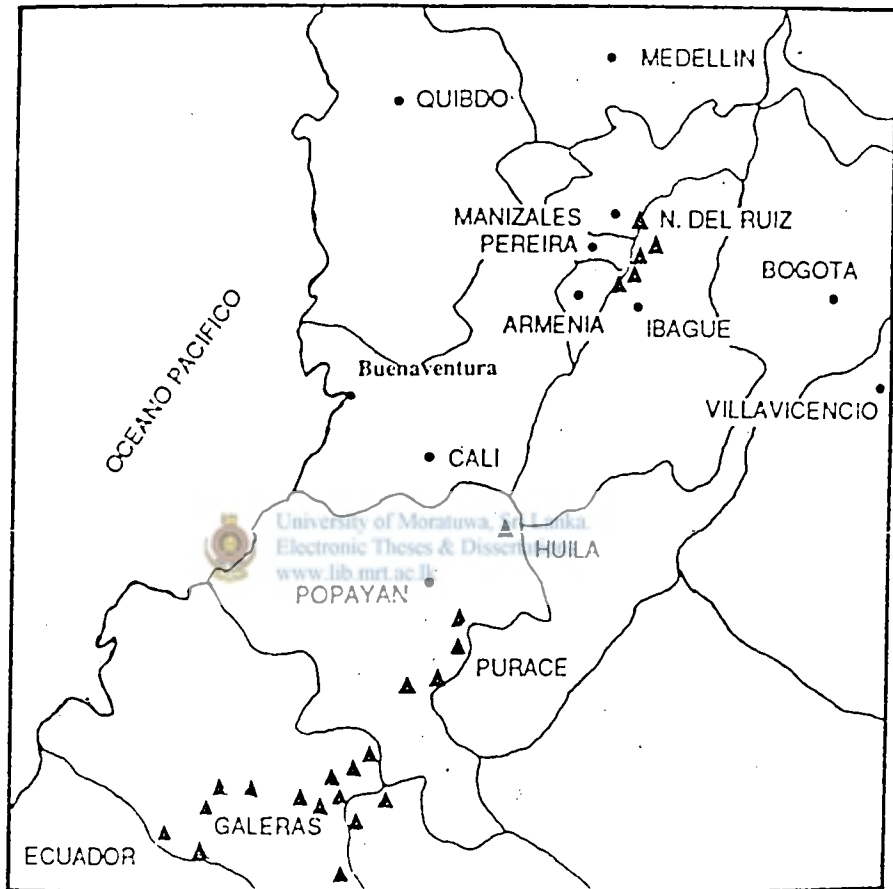 MEDELLIN
QUIBDO
MANIZALES
N. DEL RUIZ
PEREIRA
BOGOTA
ARMENIA
IBAGUE
OCEANO PACIFICO
Buenaventura
VILLAVICENCIO
CALI
University of Moratuwa, Sri Lanka.
Electronic Theses &
HUILA
www.lib.mrt.ac.lk
POPAYAN
PURACE
GALERAS
ECUADOR